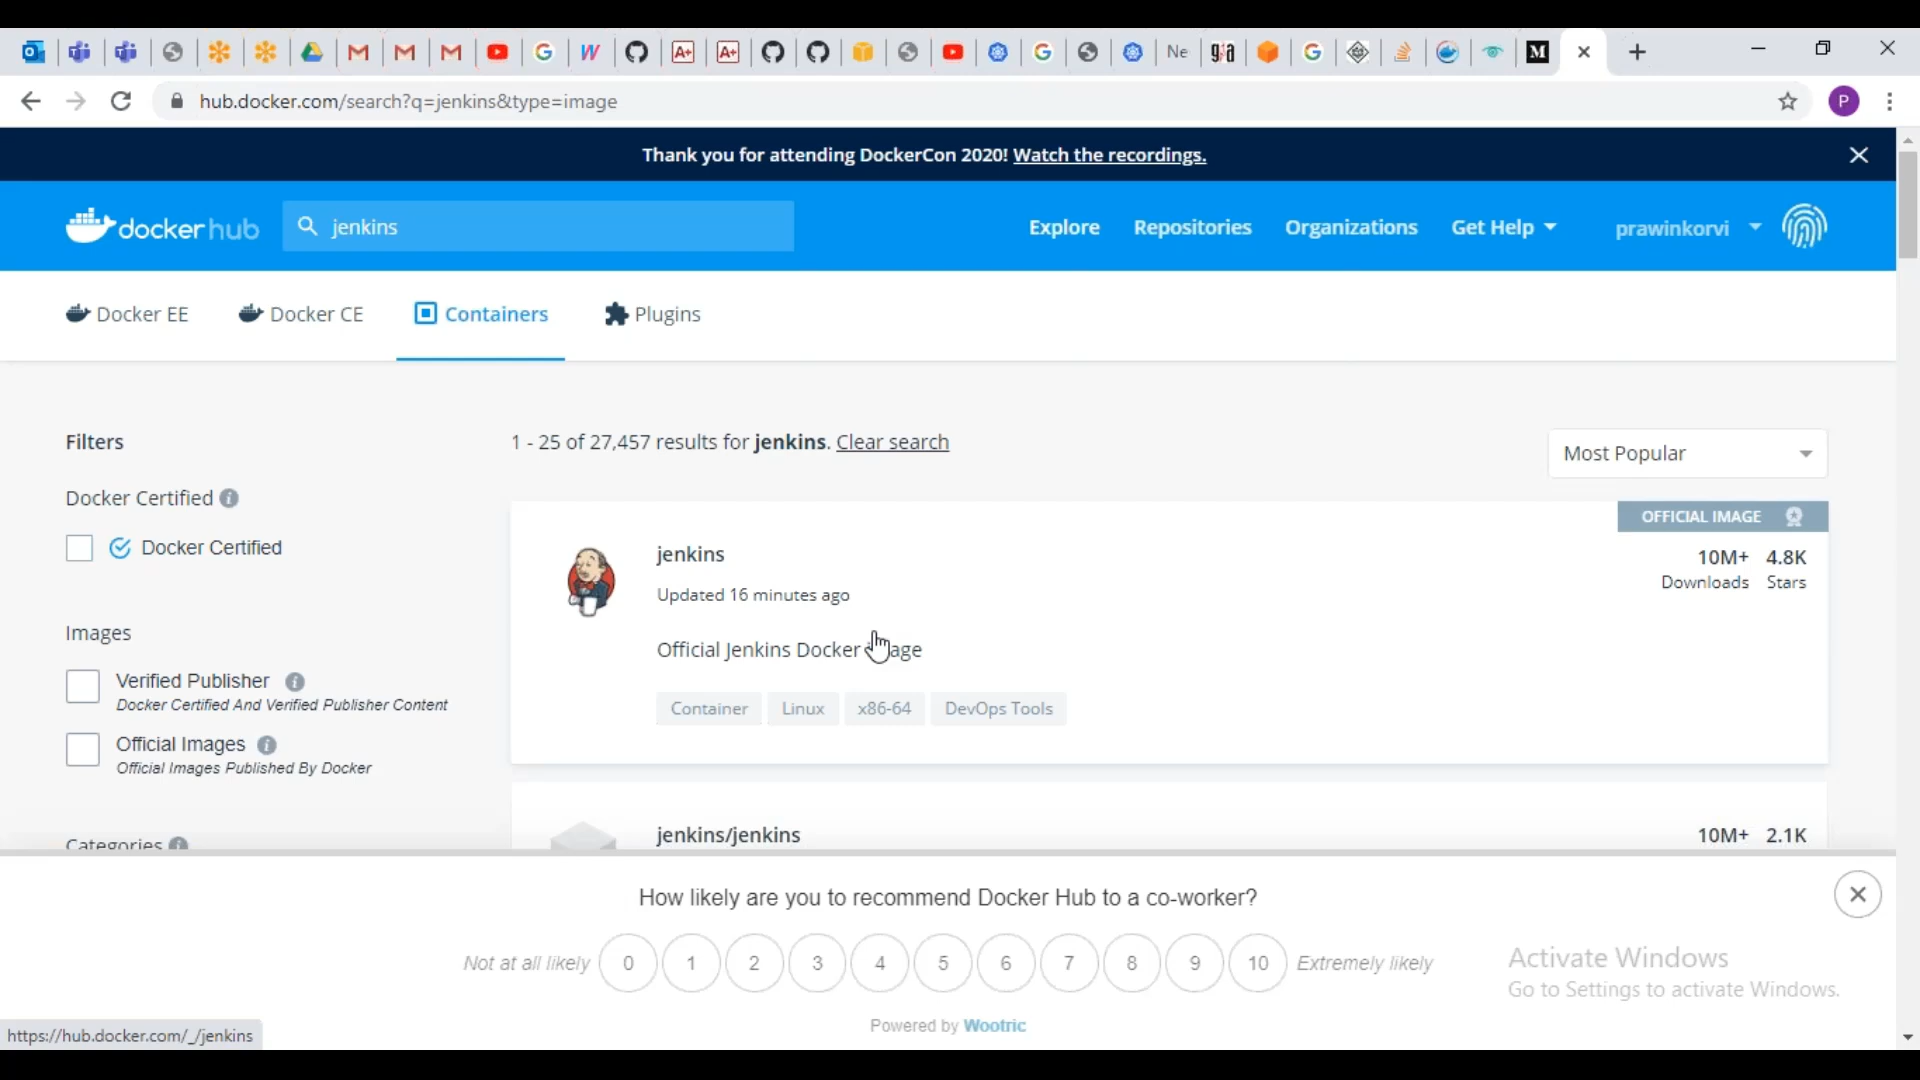 Ne
g/a
M
hub.docker.com/search?q=jenkins&type=image
P
Thank you for attending DockerCon 2020! Watch the recordings.
docker hub
jenkins
Explore
Repositories
Organizations
Get Help
prawinkorvi
Docker EE
Docker CE
Containers
Plugins
Filters
1 - 25 of 27,457 results for jenkins. Clear search
Most Popular
Docker Certified
Docker Certified
OFFICIAL IMAGE
jenkins
10M+ 4.8K
Downloads Stars
Updated 16 minutes ago
Official Jenkins Docker
Container
Linux
x86-64
DevOps Tools
Images
Verified Publisher
Docker Certified And Verified Publisher Content
Official Images
Official Images Published By Docker
Categories
jenkins/jenkins
10M+ 2.1K
How likely are you to recommend Docker Hub to a co-worker?
Not at all likely 0 1 2 3 4 5 6 7 8 9 10 Extremely likely
Powered by Wootric
Activate Windows
Go to Settings to activate Windows.
https://hub.docker.com/_/jenkins